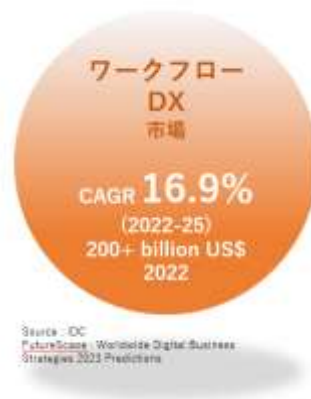 ワークフロー
DX
市場
CAGR 16.9%
(2022-25)
200+ billion US$
2022
Source : IDC
FutureScape : Worldwide Digital Business
Strategies 2023 Predictions